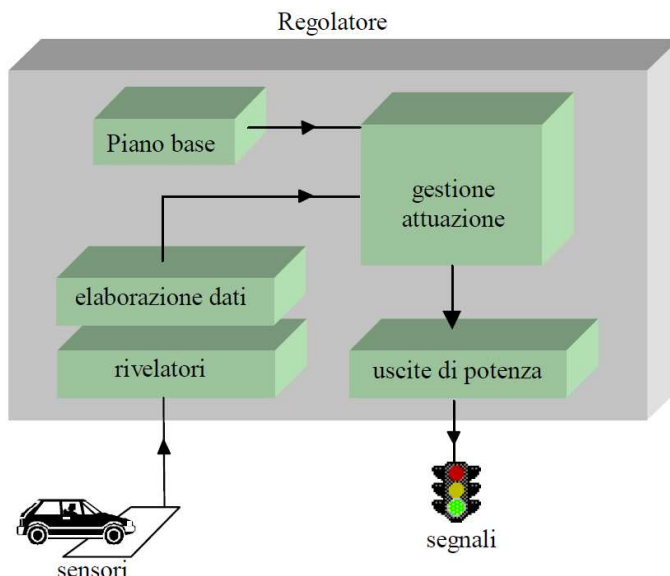 Regolatore
Piano base
gestione
attuazione
elaborazione dati
rivelatori
uscite di potenza
segnali
sensori